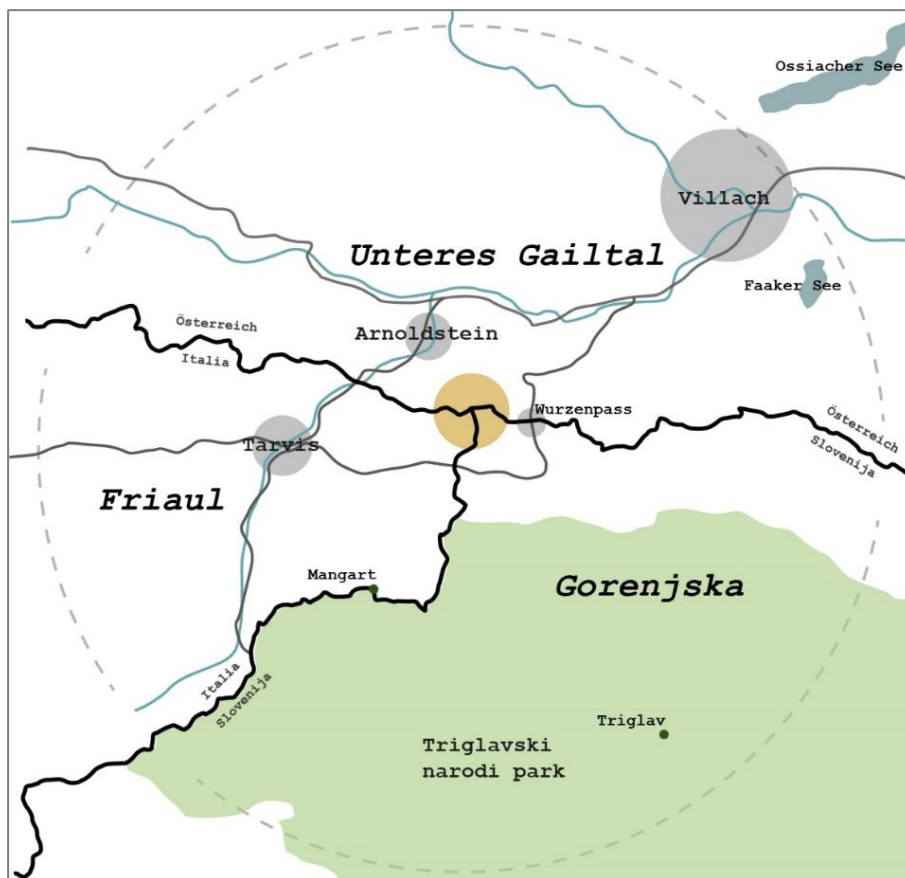 Ossiacher See
Villach
Unteres Gailtal
Faaker See
Österreich
Arnoldstein
Italia
Wurzenpass
Österreich
Slovenija
Tarvis
Friaul
Mangart
Gorenjska
Italia
Slovenija
Triglav
Triglavski
narodi park